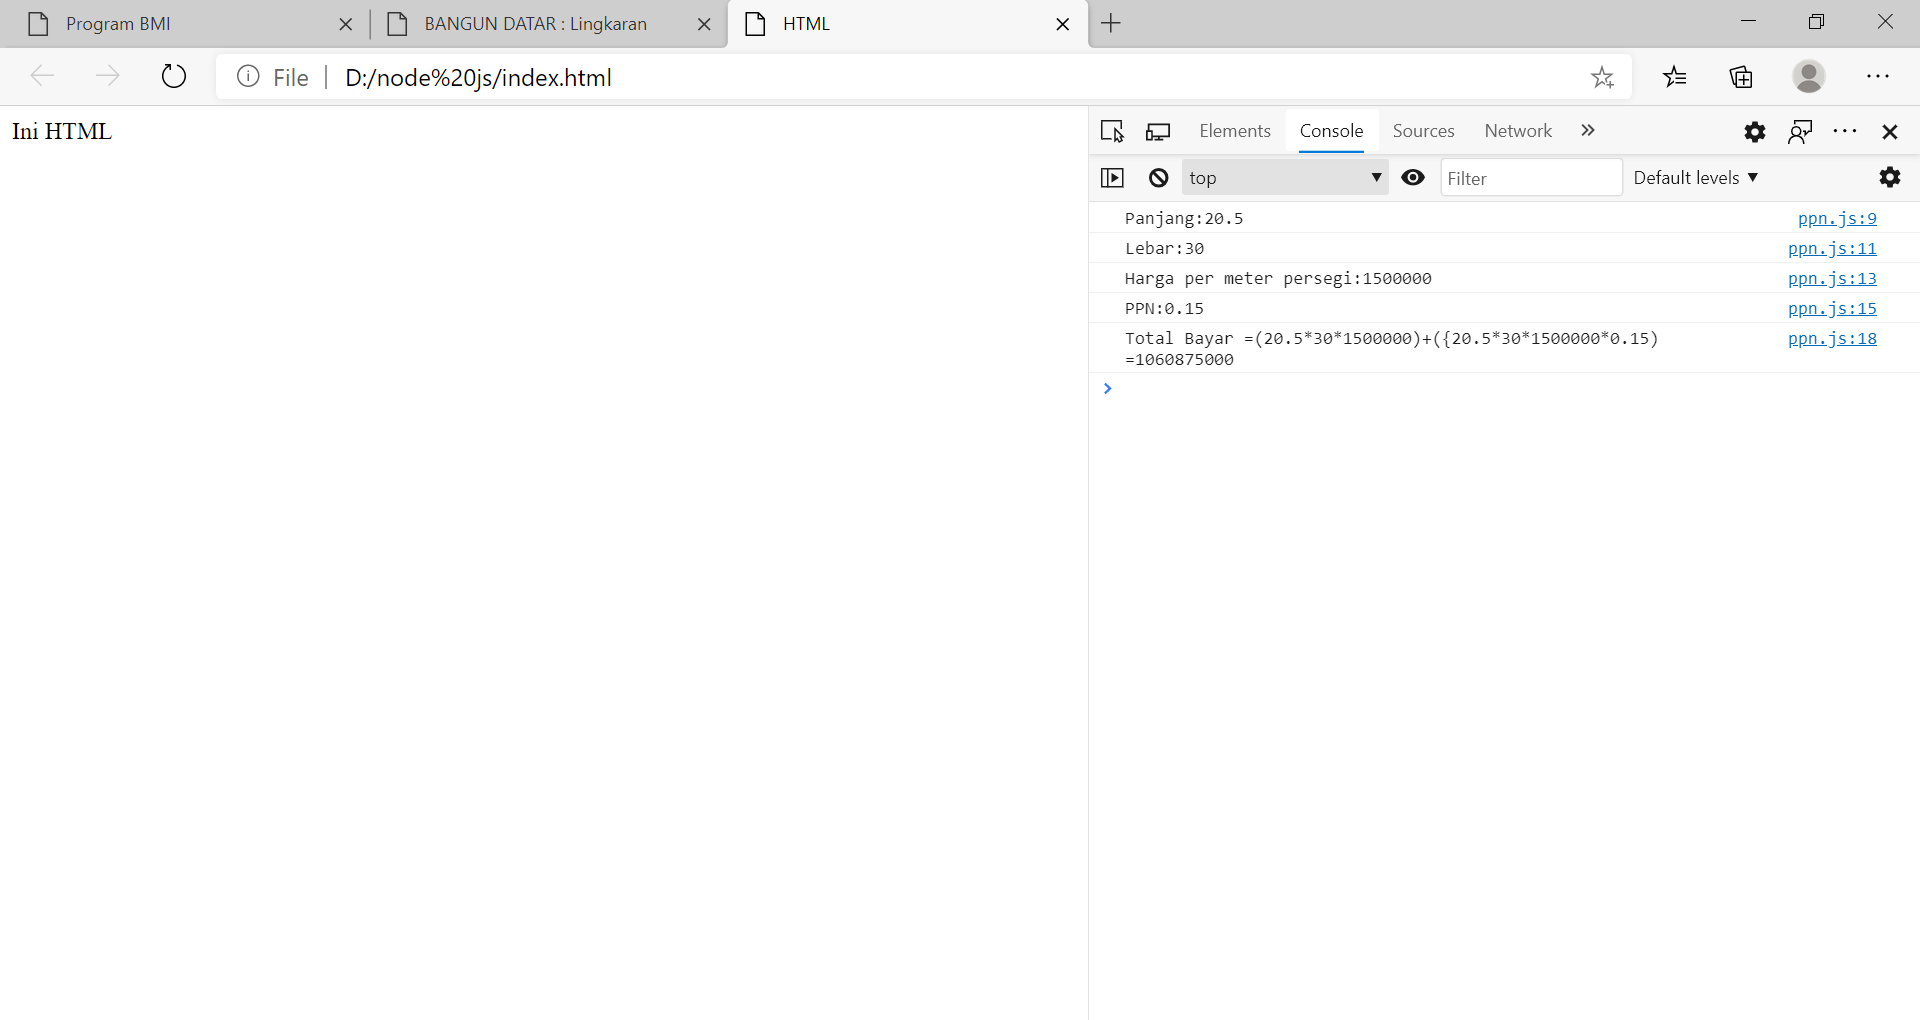 Program BMI
BANGUN DATAR : Lingkaran
HTML
File
D:/node%20js/index.html
Ini HTML
Elements
Console
Sources
Network
top
Filter
Default levels
Panjang:20.5 ppn.js:9
Lebar:30 ppn.js:11
Harga per meter persegi:1500000 ppn.js:13
PPN:0.15 ppn.js:15
Total Bayar =(20.5*30*1500000)+({20.5*30*1500000*0.15) ppn.js:18
=1060875000